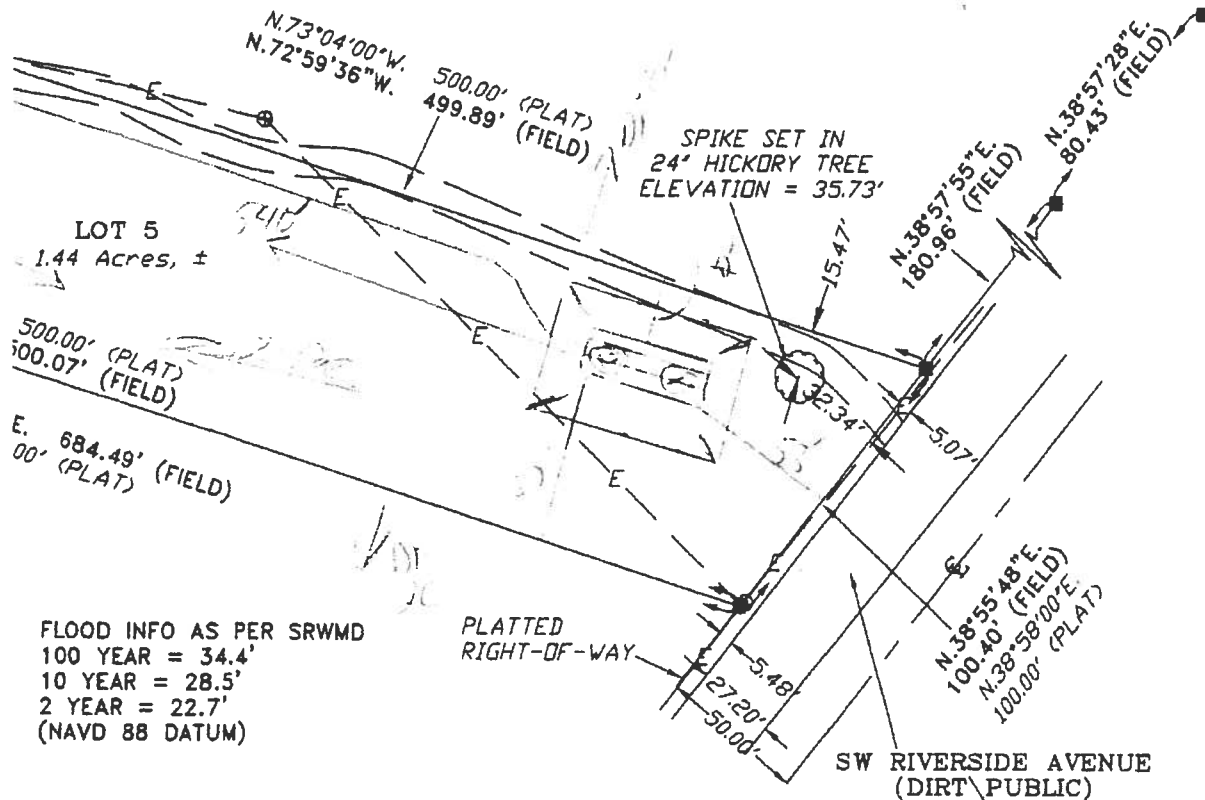 N.73°04'00"W. 500.00' (PLAT)
N.72°59'36"W. 499.89' (FIELD)
N.38°57'28"E.
80.43' (FIELD)
SPIKE SET IN
24" HICKORY TREE
ELEVATION = 35.73'
N.38°57'55"E.
180.96' (FIELD)
15.47'
LOT 5
1.44 Acres, ±
E
E
E
E
500.00' (PLAT)
500.07' (FIELD)
E. 684.49' (FIELD)
00' (PLAT)
32.34'
5.07'
E
E
E
N.38°55'48"E.
100.40' (FIELD)
N.38°58'00"E.
100.00' (PLAT)
PLATTED
RIGHT-OF-WAY
5.48'
27.20'
50.00'
FLOOD INFO AS PER SRWMD
100 YEAR = 34.4'
10 YEAR = 28.5'
2 YEAR = 22.7'
(NAVD 88 DATUM)
SW RIVERSIDE AVENUE
(DIRT\PUBLIC)